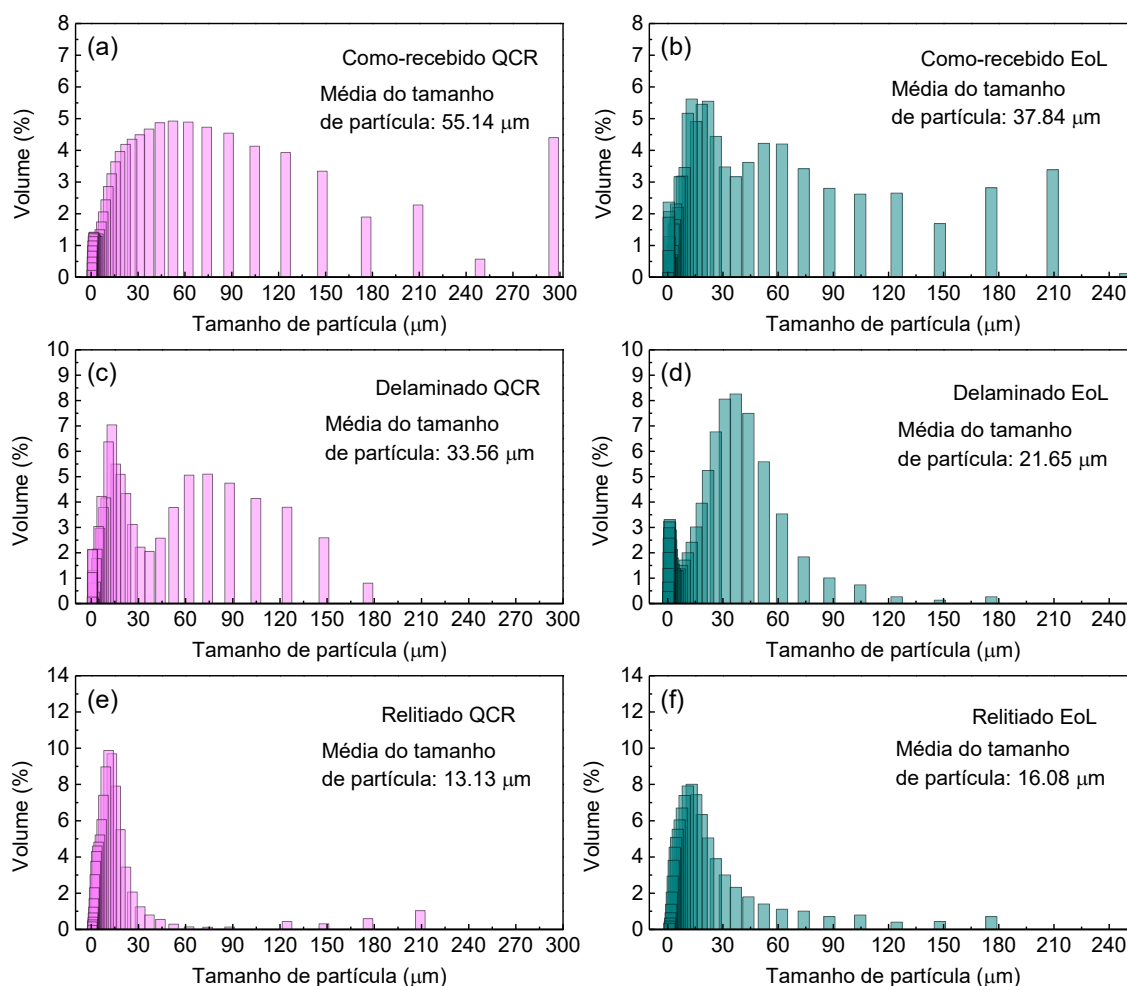 (a)
Como-recebido QCR
Média do tamanho
de partícula: 55.14 μm
Volume (%)
8
7
6
5
4
3
2
1
0
0 30 60 90 120 150 180 210 240 270 300
Tamanho de partícula (μm)
(b)
Como-recebido EoL
Média do tamanho
de partícula: 37.84 μm
Volume (%)
8
7
6
5
4
3
2
1
0
0 30 60 90 120 150 180 210 240
Tamanho de partícula (μm)
(c)
Delaminado QCR
Média do tamanho
de partícula: 33.56 μm
Volume (%)
10
9
8
7
6
5
4
3
2
1
0
0 30 60 90 120 150 180 210 240 270 300
Tamanho de partícula (μm)
(d)
Delaminado EoL
Média do tamanho
de partícula: 21.65 μm
Volume (%)
10
9
8
7
6
5
4
3
2
1
0
0 30 60 90 120 150 180 210 240
Tamanho de partícula (μm)
(e)
Relitiado QCR
Média do tamanho
de partícula: 13.13 μm
Volume (%)
14
12
10
8
6
4
2
0
0 30 60 90 120 150 180 210 240 270 300
Tamanho de partícula (μm)
(f)
Relitiado EoL
Média do tamanho
de partícula: 16.08 μm
Volume (%)
14
12
10
8
6
4
2
0
0 30 60 90 120 150 180 210 240
Tamanho de partícula (μm)